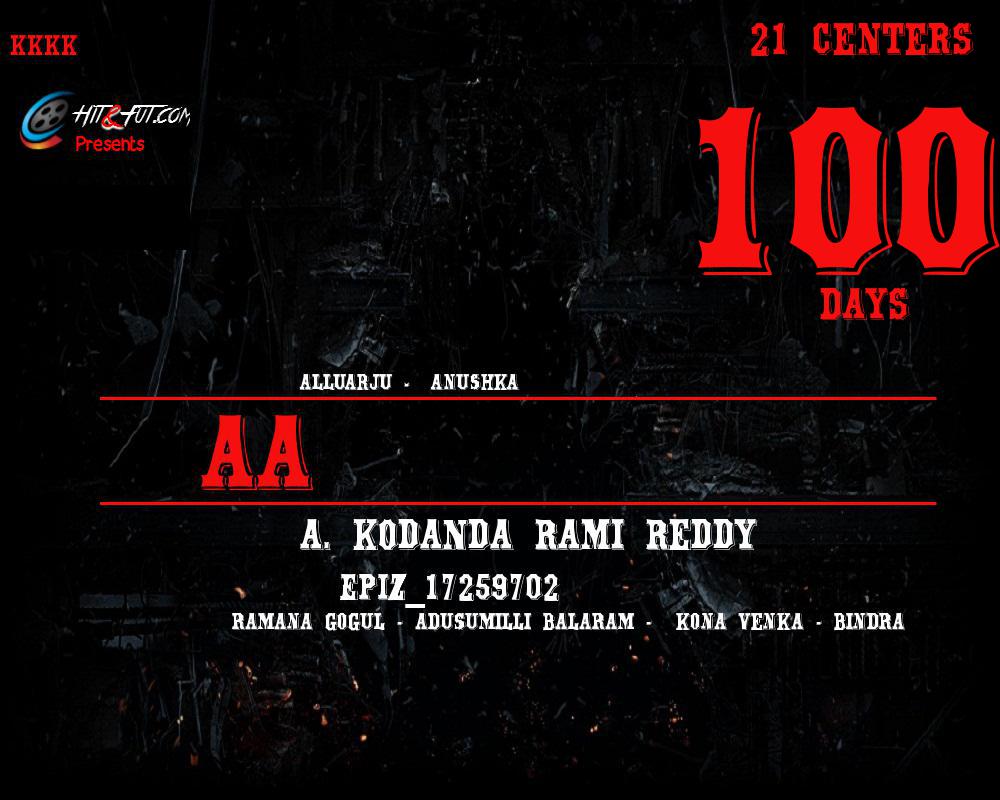 KKKK
21 CENTERS
HIT&FUT.COM
Presents
100
DAYS
ALLUARJU - ANUSHKA
AA
A. KODANDA RAMI REDDY
EPIZ_17259702
RAMANA GOGUL - ADUSUMILLI BALARAM - KONA VENKA - BINDRA